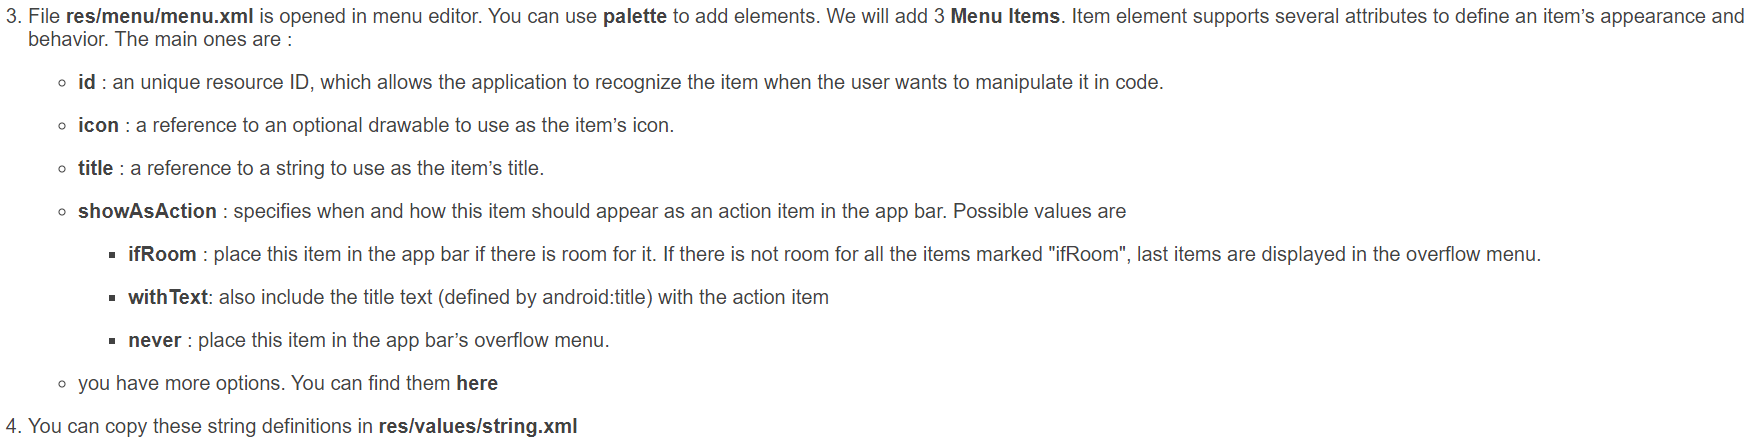 3. File res/menu/menu.xml is opened in menu editor. You can use palette to add elements. We will add 3 Menu Items. Item element supports several attributes to define an item’s appearance and
behavior. The main ones are :
◦ id : an unique resource ID, which allows the application to recognize the item when the user wants to manipulate it in code.
◦ icon : a reference to an optional drawable to use as the item’s icon.
◦ title : a reference to a string to use as the item’s title.
◦ showAsAction : specifies when and how this item should appear as an action item in the app bar. Possible values are
▪ ifRoom : place this item in the app bar if there is room for it. If there is not room for all the items marked "ifRoom", last items are displayed in the overflow menu.
▪ withText: also include the title text (defined by android:title) with the action item
▪ never : place this item in the app bar’s overflow menu.
◦ you have more options. You can find them here
4. You can copy these string definitions in res/values/string.xml